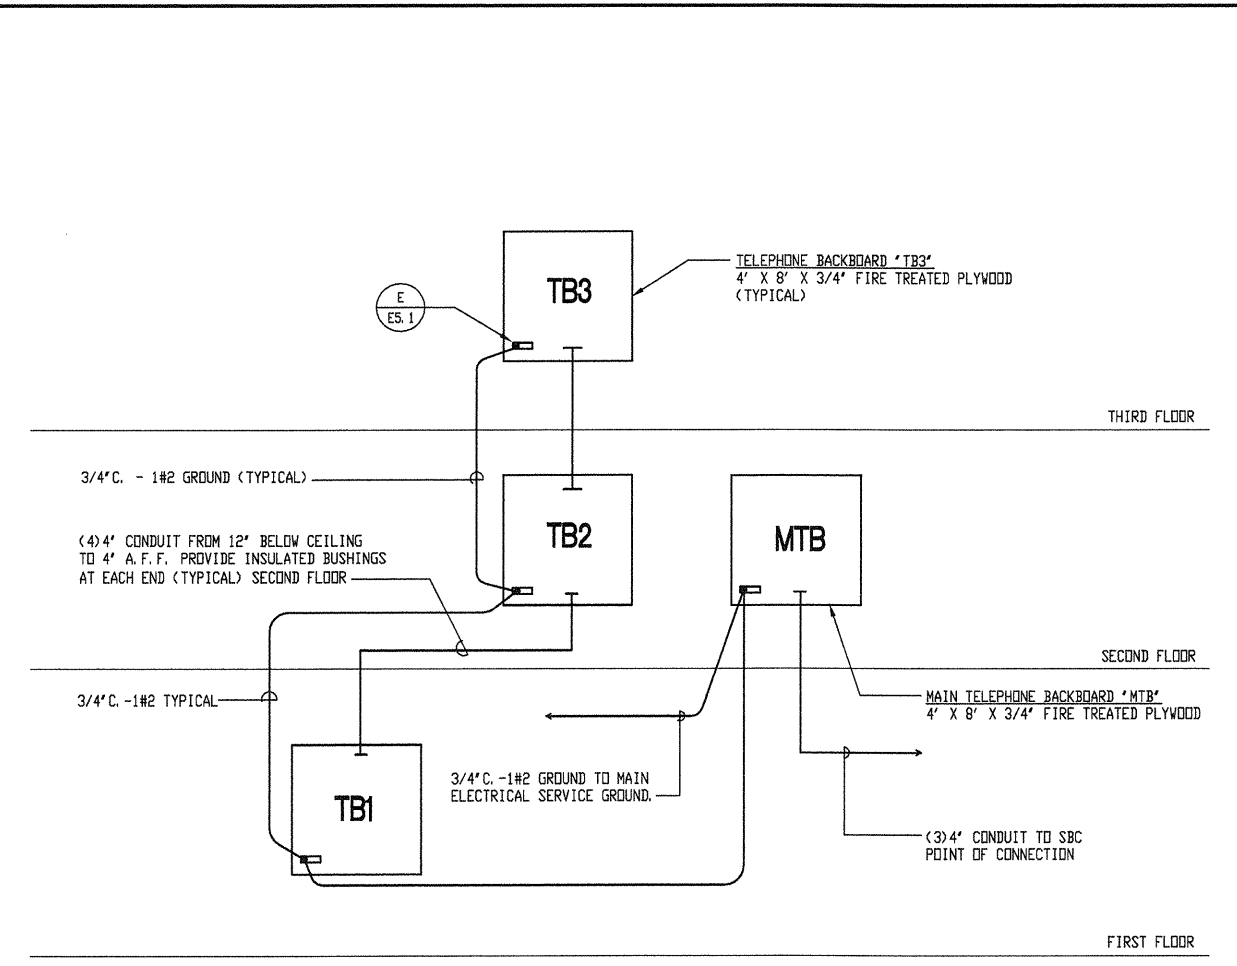 TB3
TELEPHONE BACKBOARD "TB3"
4' X 8' X 3/4" FIRE TREATED PLYWOOD
(TYPICAL)
E
E5.1
THIRD FLOOR
3/4"C. - 1#2 GROUND (TYPICAL)
(4)4" CONDUIT FROM 12" BELOW CEILING
TO 4" A.F.F. PROVIDE INSULATED BUSHINGS
AT EACH END (TYPICAL) SECOND FLOOR
TB2
MTB
SECOND FLOOR
3/4"C.-1#2 TYPICAL
MAIN TELEPHONE BACKBOARD "MTB"
4' X 8' X 3/4" FIRE TREATED PLYWOOD
3/4"C.-1#2 GROUND TO MAIN
ELECTRICAL SERVICE GROUND.
TB1
(3)4" CONDUIT TO SBC
POINT OF CONNECTION
FIRST FLOOR